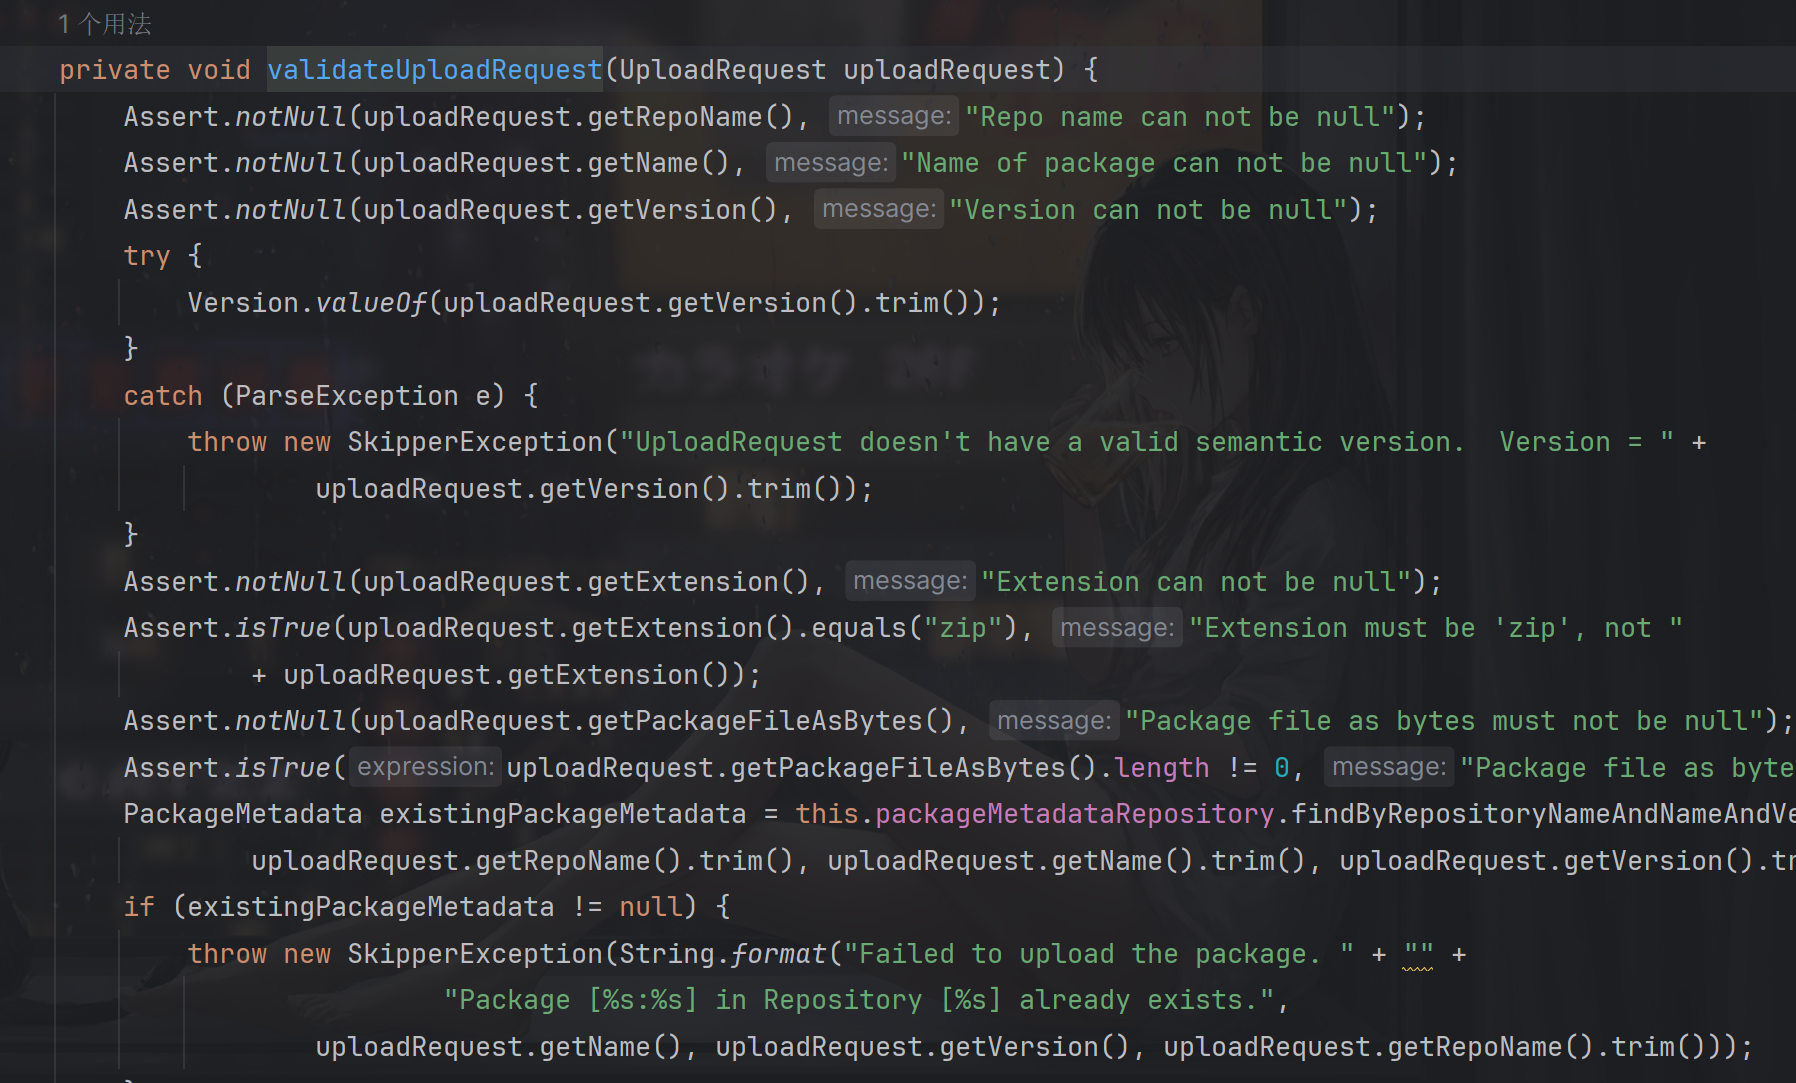 1 个用法
private void validateUploadRequest(UploadRequest uploadRequest) {
Assert.notNull(uploadRequest.getRepoName(), message: "Repo name can not be null");
Assert.notNull(uploadRequest.getName(), message: "Name of package can not be null");
Assert.notNull(uploadRequest.getVersion(), message: "Version can not be null");
try {
Version.valueOf(uploadRequest.getVersion().trim());
}
catch (ParseException e) {
throw new SkipperException("UploadRequest doesn't have a valid semantic version.  Version = " +
uploadRequest.getVersion().trim());
}
Assert.notNull(uploadRequest.getExtension(), message: "Extension can not be null");
Assert.isTrue(uploadRequest.getExtension().equals("zip"), message: "Extension must be 'zip', not "
+ uploadRequest.getExtension());
Assert.notNull(uploadRequest.getPackageFileAsBytes(), message: "Package file as bytes must not be null");
Assert.isTrue( expression: uploadRequest.getPackageFileAsBytes().length != 0, message: "Package file as byte
PackageMetadata existingPackageMetadata = this.packageMetadataRepository.findByRepositoryNameAndNameAndVe
uploadRequest.getRepoName().trim(), uploadRequest.getName().trim(), uploadRequest.getVersion().tr
if (existingPackageMetadata != null) {
throw new SkipperException(String.format("Failed to upload the package. " + "" +
"Package [%s:%s] in Repository [%s] already exists.",
uploadRequest.getName(), uploadRequest.getVersion(), uploadRequest.getRepoName().trim()));